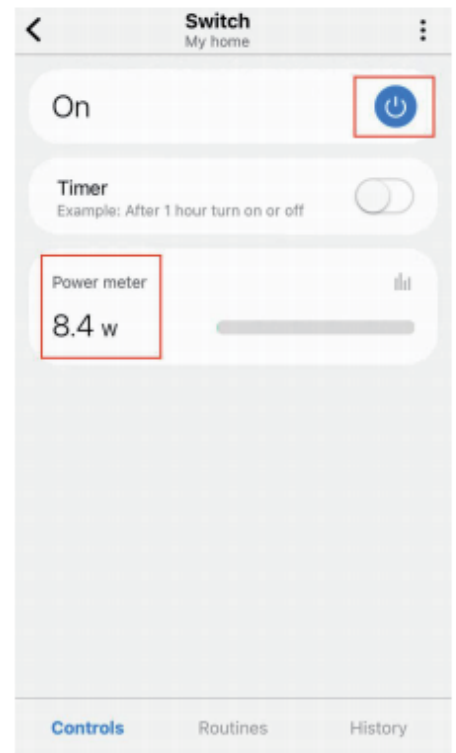 Switch
My home
On
Timer
Example: After 1 hour turn on or off
Power meter
8.4 w
Controls Routines History